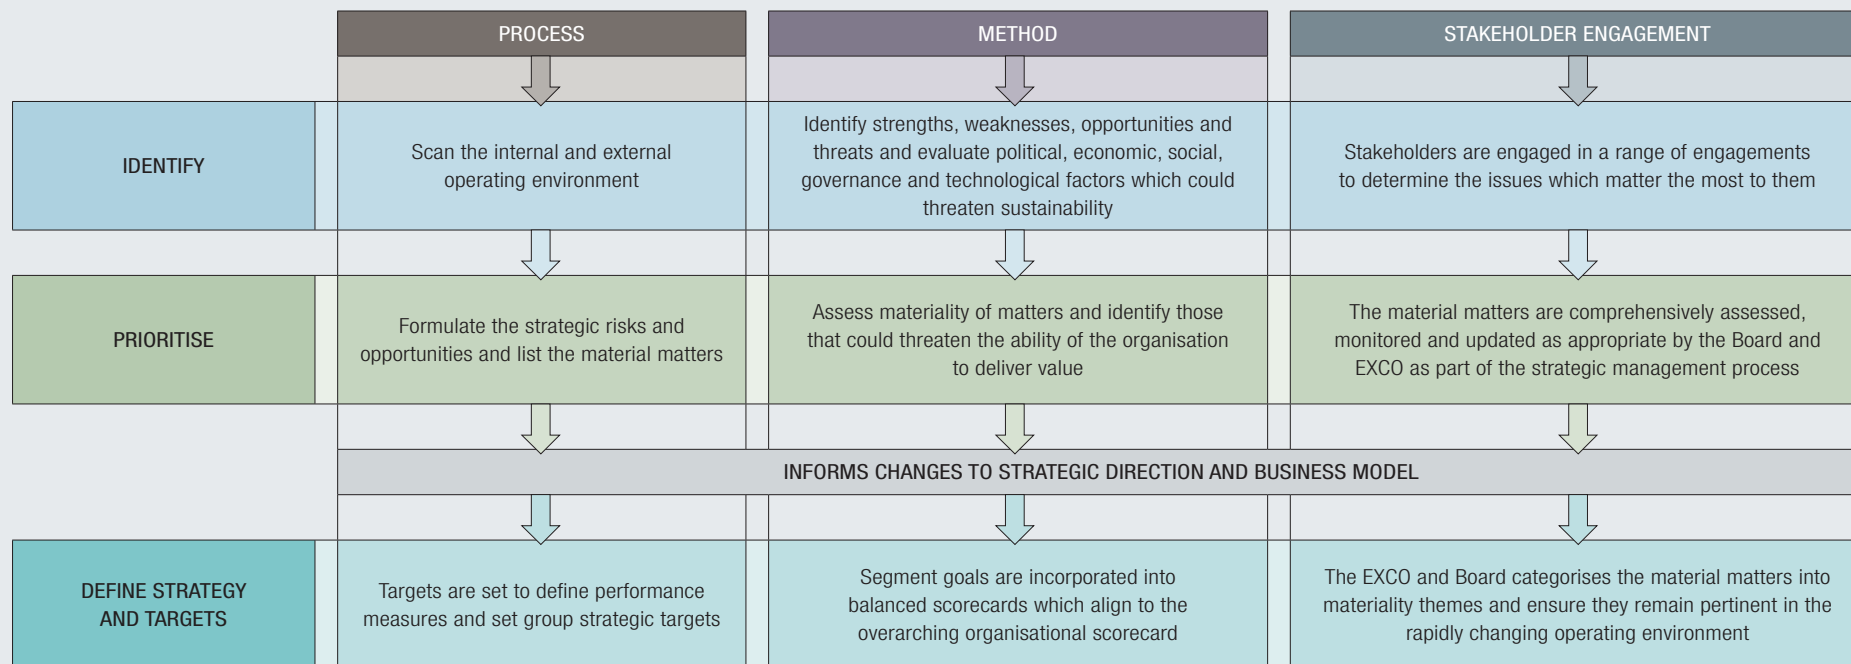 PROCESS
METHOD
STAKEHOLDER ENGAGEMENT
IDENTIFY
Scan the internal and external
operating environment
Identify strengths, weaknesses, opportunities and
threats and evaluate political, economic, social,
governance and technological factors which could
threaten sustainability
Stakeholders are engaged in a range of engagements
to determine the issues which matter the most to them
PRIORITISE
Formulate the strategic risks and
opportunities and list the material matters
Assess materiality of matters and identify those
that could threaten the ability of the organisation
to deliver value
The material matters are comprehensively assessed,
monitored and updated as appropriate by the Board and
EXCO as part of the strategic management process
INFORMS CHANGES TO STRATEGIC DIRECTION AND BUSINESS MODEL
DEFINE STRATEGY
AND TARGETS
Targets are set to define performance
measures and set group strategic targets
Segment goals are incorporated into
balanced scorecards which align to the
overarching organisational scorecard
The EXCO and Board categorises the material matters into
materiality themes and ensure they remain pertinent in the
rapidly changing operating environment